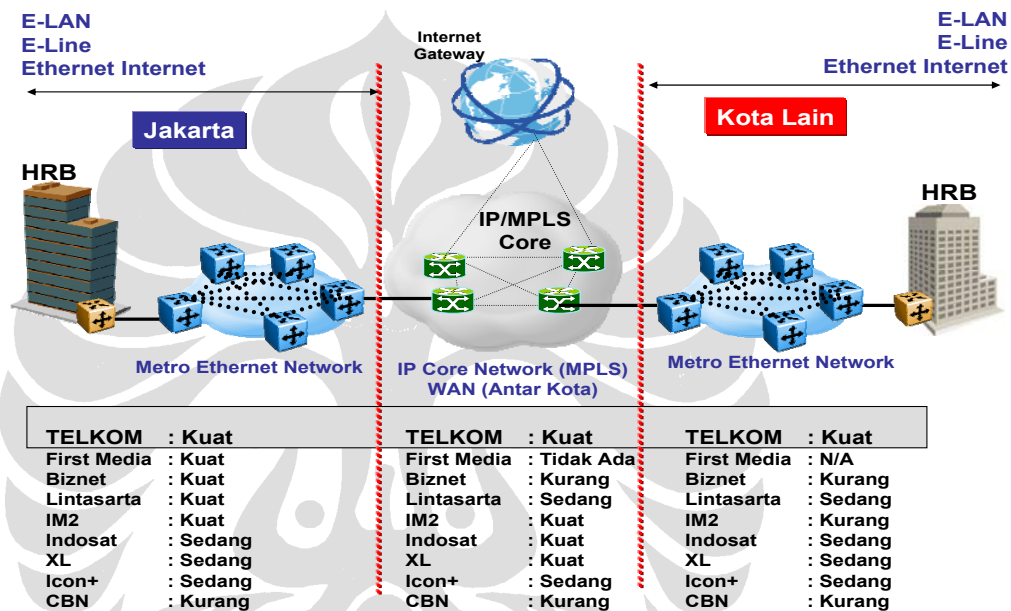 E-LAN
E-Line
Ethernet Internet
Internet
Gateway
E-LAN
E-Line
Ethernet Internet
Jakarta
Kota Lain
HRB
HRB
IP/MPLS
Core
Metro Ethernet Network
IP Core Network (MPLS)
WAN (Antar Kota)
Metro Ethernet Network
TELKOM : Kuat
First Media : Kuat
Biznet : Kuat
Lintasarta : Kuat
IM2 : Kuat
Indosat : Sedang
XL : Sedang
Icon+ : Sedang
CBN : Kurang
TELKOM : Kuat
First Media : Tidak Ada
Biznet : Kurang
Lintasarta : Sedang
IM2 : Kuat
Indosat : Kuat
XL : Kuat
Icon+ : Sedang
CBN : Kurang
TELKOM : Kuat
First Media : N/A
Biznet : Kurang
Lintasarta : Sedang
IM2 : Kurang
Indosat : Sedang
XL : Sedang
Icon+ : Sedang
CBN : Kurang